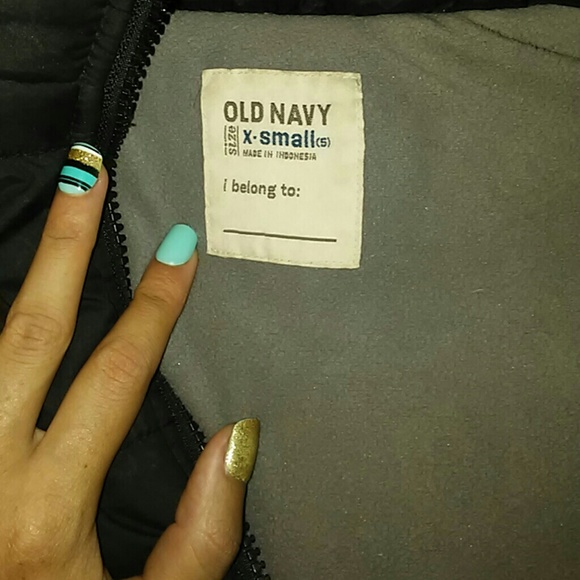 OLD NAVY
size X-small(5)
MADE IN INDONESIA
i belong to: